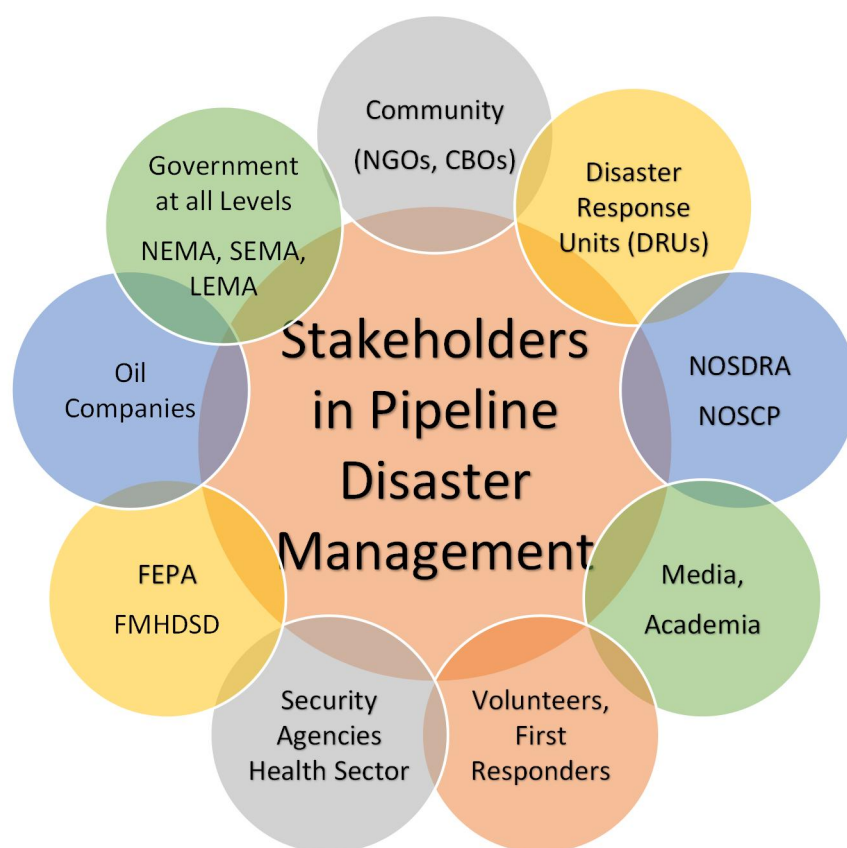 Stakeholders
in Pipeline
Disaster
Management
Community
(NGOs, CBOs)
Disaster
Response
Units (DRUs)
NOSDRA
NOSCP
Media,
Academia
Volunteers,
First
Responders
Security
Agencies
Health Sector
FEPA
FMHDSD
Oil
Companies
Government
at all Levels
NEMA, SEMA,
LEMA